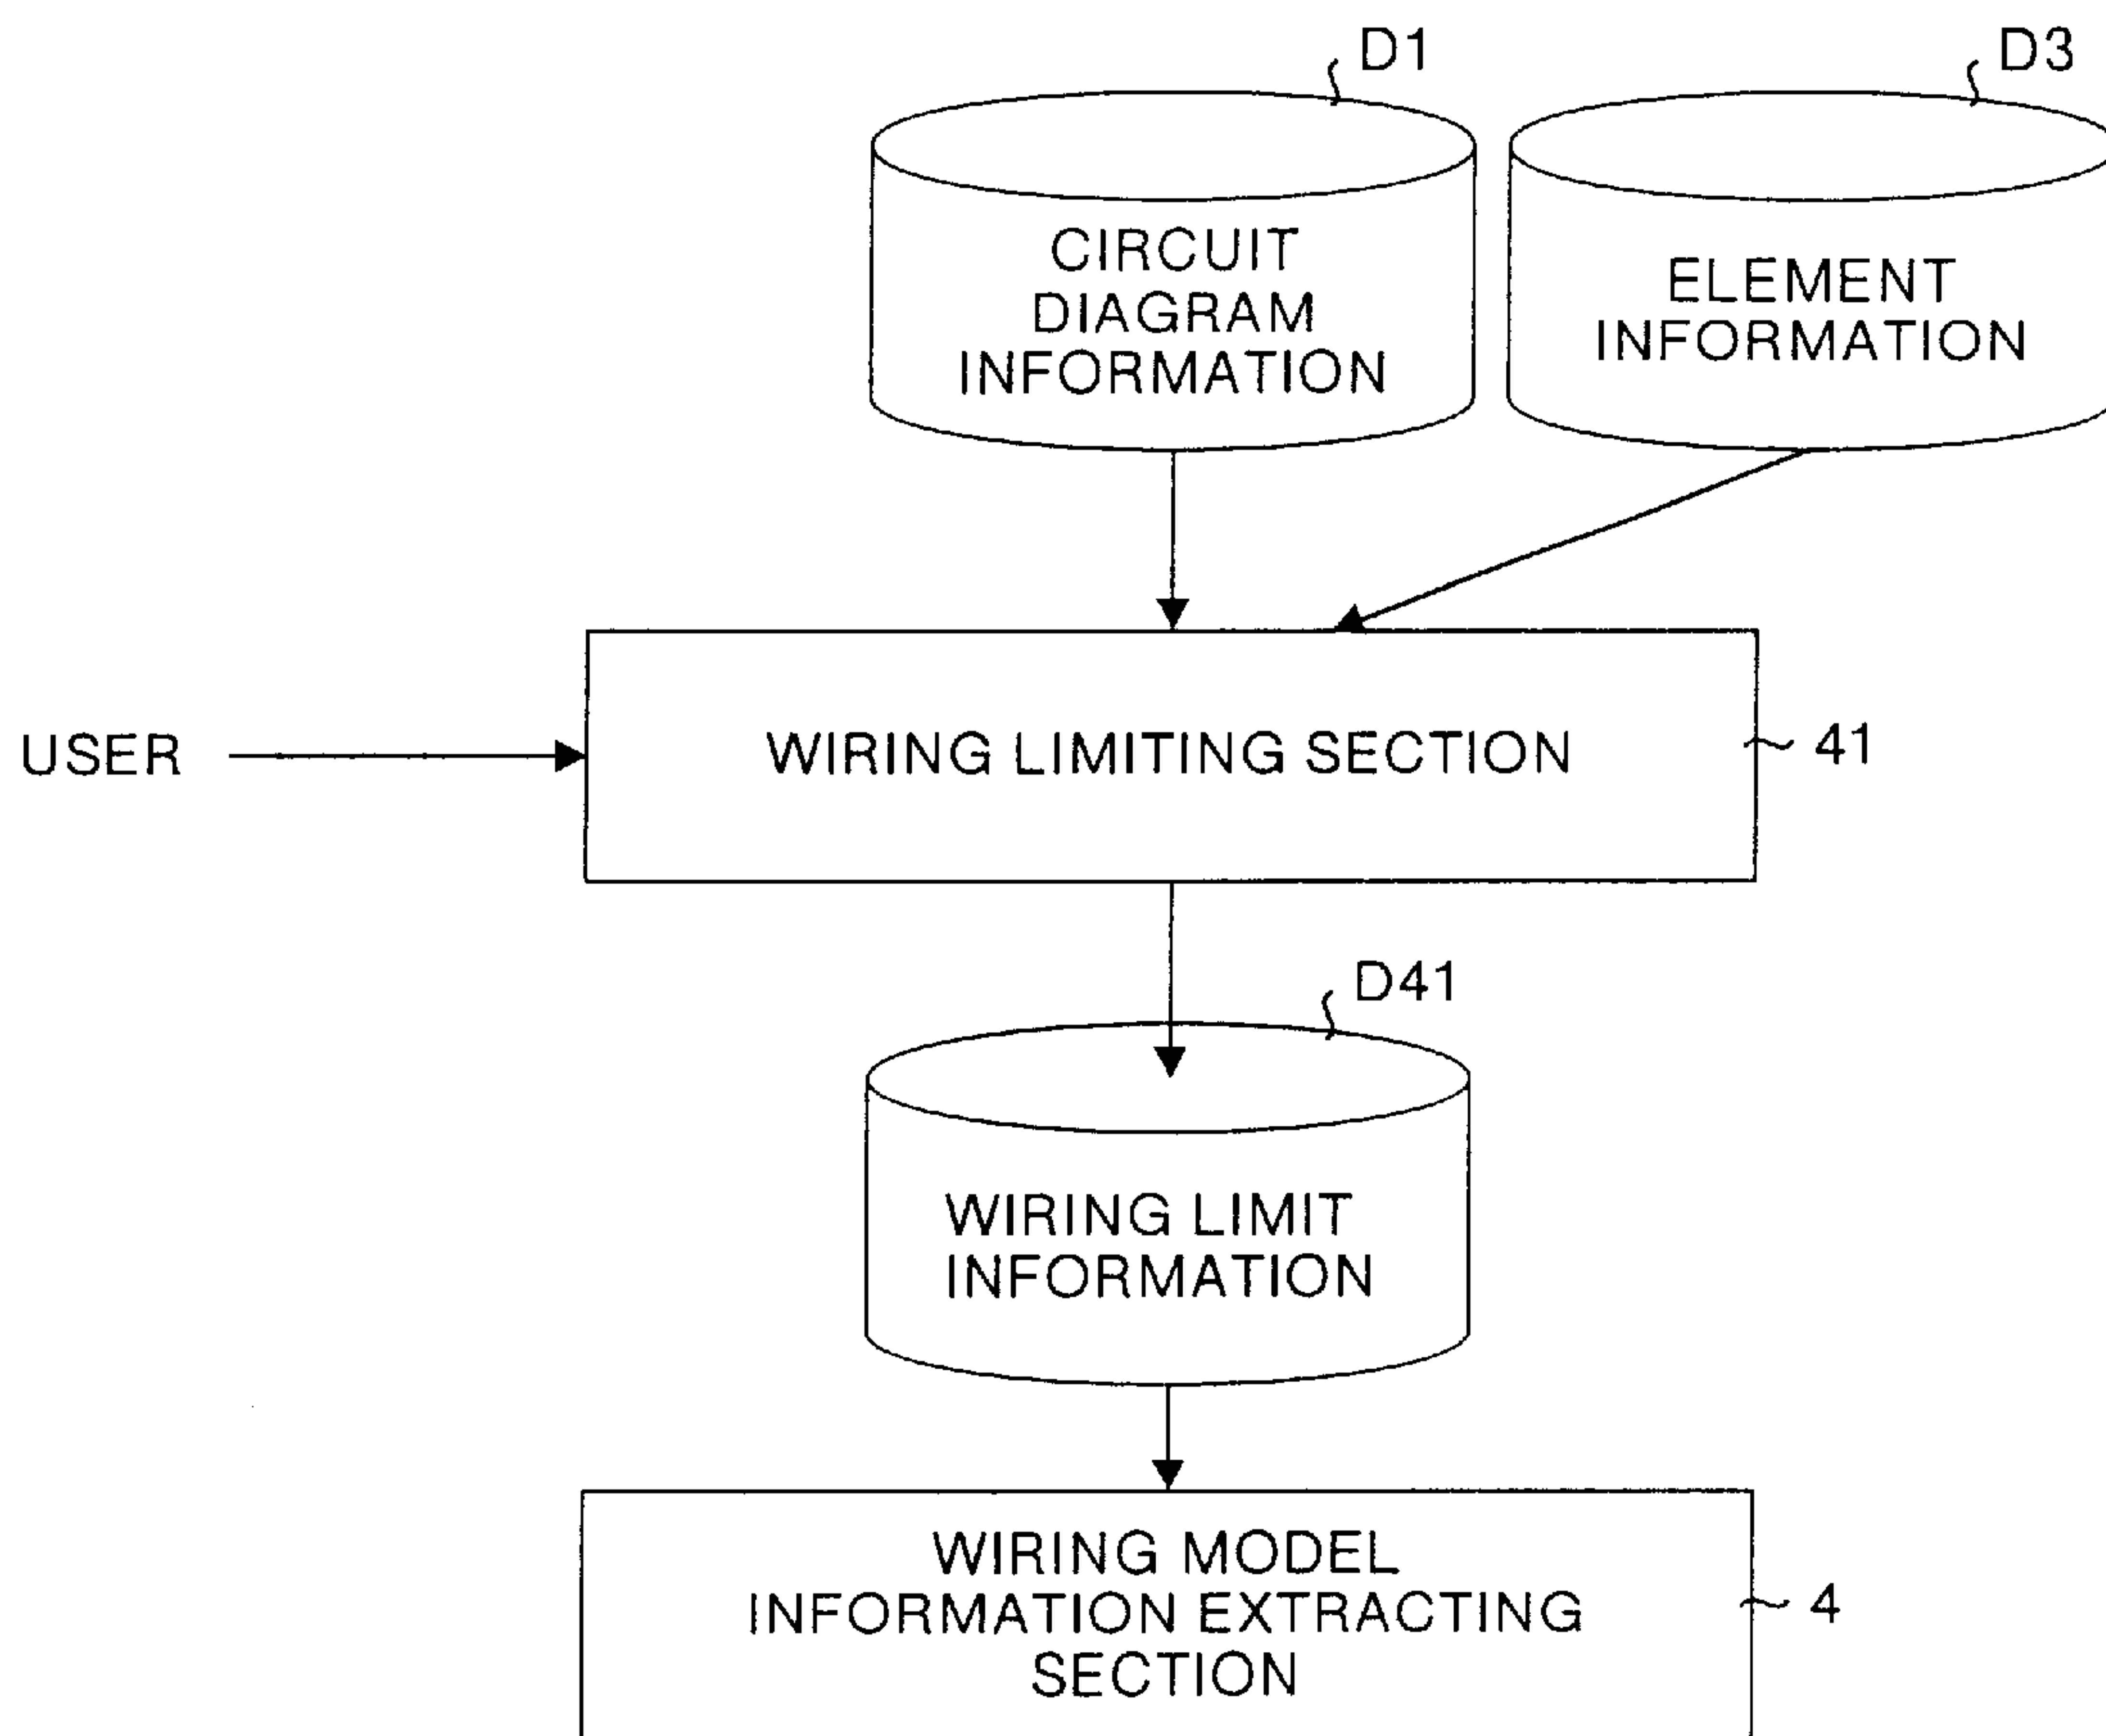 D1
D3
CIRCUIT
DIAGRAM
INFORMATION
ELEMENT
INFORMATION
USER
WIRING LIMITING SECTION
41
D41
WIRING LIMIT
INFORMATION
WIRING MODEL
INFORMATION EXTRACTING
SECTION
4